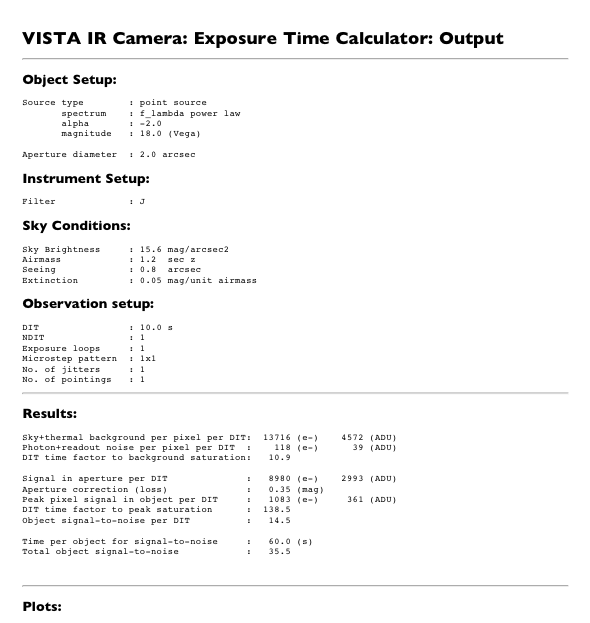 VISTA IR Camera: Exposure Time Calculator: Output
Object Setup:
Source type : point source
spectrum : f_lambda power law
alpha : -2.0
magnitude : 18.0 (Vega)
Aperture diameter : 2.0 arcsec
Instrument Setup:
Filter : J
Sky Conditions:
Sky Brightness : 15.6 mag/arcsec2
Airmass : 1.2 sec z
Seeing : 0.8 arcsec
Extinction : 0.05 mag/unit airmass
Observation setup:
DIT : 10.0 s
NDIT : 1
Exposure loops : 1
Microstep pattern : 1x1
No. of jitters : 1
No. of pointings : 1
Results:
Sky+thermal background per pixel per DIT: 13716 (e-) 4572 (ADU)
Photon+readout noise per pixel per DIT : 118 (e-) 39 (ADU)
DIT time factor to background saturation: 10.9
Signal in aperture per DIT : 8980 (e-) 2993 (ADU)
Aperture correction (loss) : 0.35 (mag)
Peak pixel signal in object per DIT : 1083 (e-) 361 (ADU)
DIT time factor to peak saturation : 138.5
Object signal-to-noise per DIT : 14.5
Time per object for signal-to-noise : 60.0 (s)
Total object signal-to-noise : 35.5
Plots: